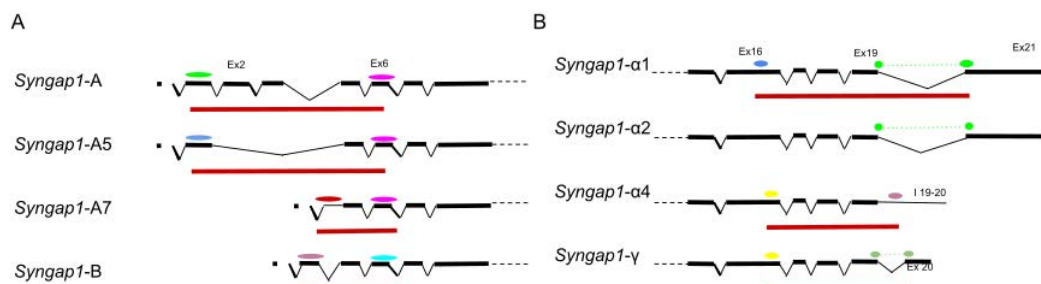 A
Ex2
Ex6
Syngap1-A
Syngap1-A5
Syngap1-A7
Syngap1-B
B
Ex16
Ex19
Ex21
Syngap1-α1
Syngap1-α2
Syngap1-α4
I 19-20
Syngap1-γ
Ex 20